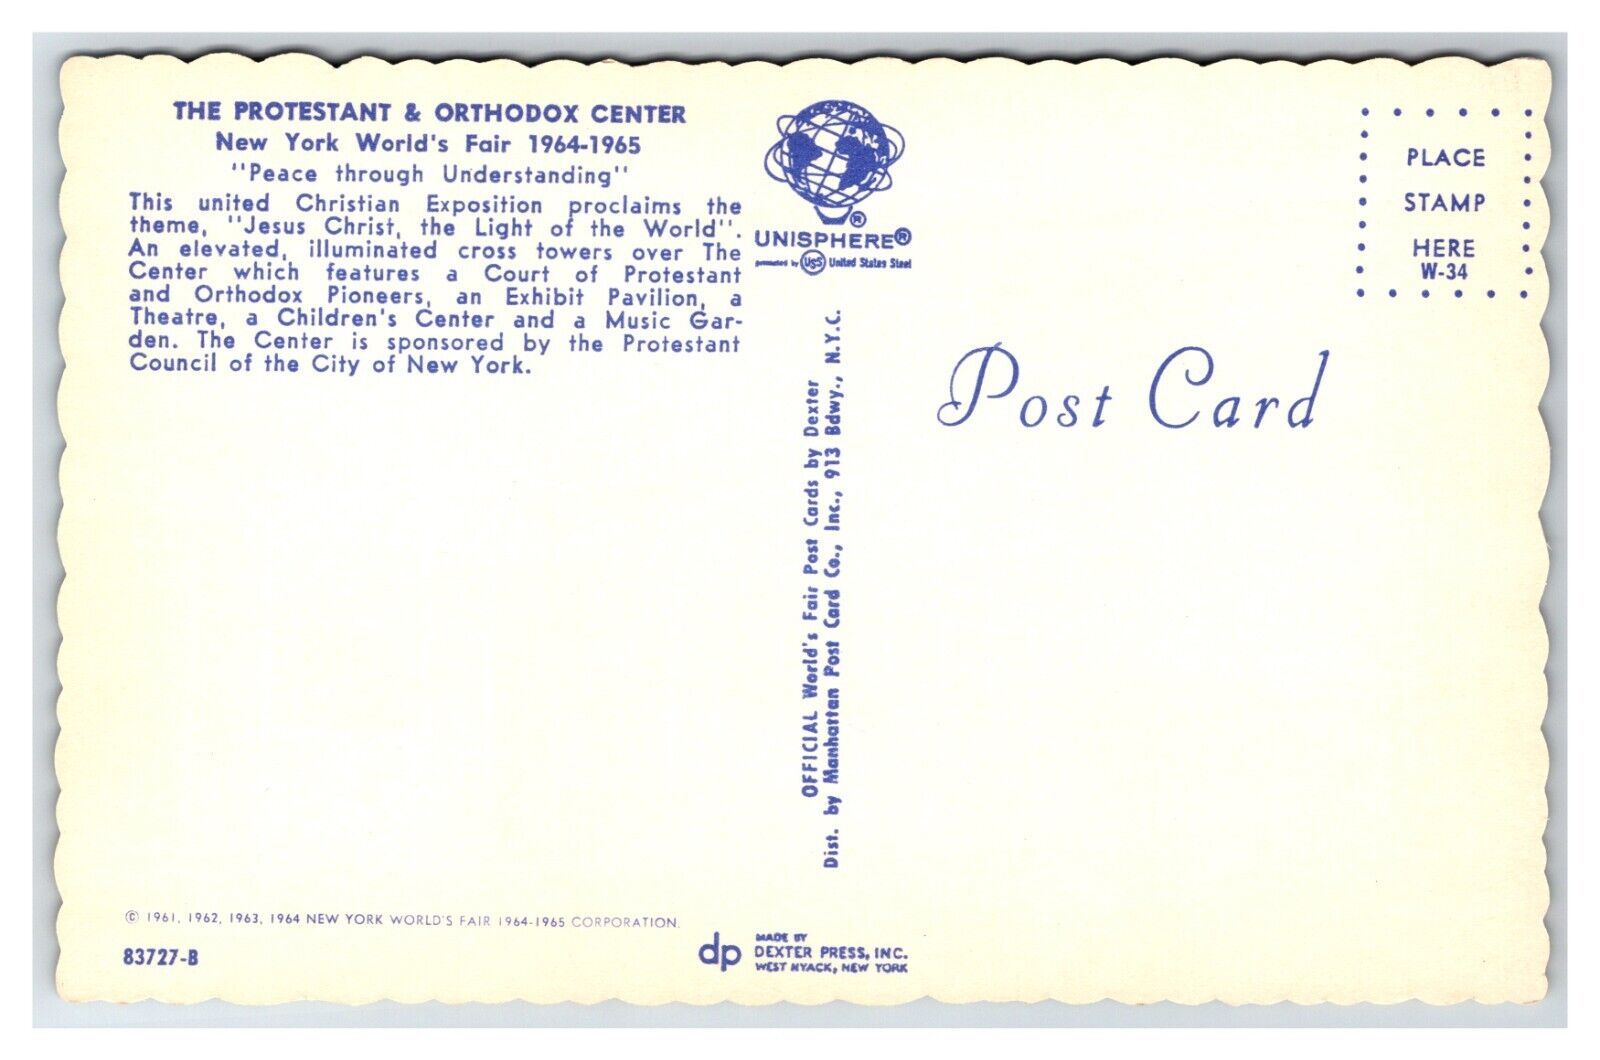 THE PROTESTANT & ORTHODOX CENTER
New York World's Fair 1964-1965
"Peace through Understanding"
This united Christian Exposition proclaims the
theme, "Jesus Christ, the Light of the World".
An elevated, illuminated cross towers over The
Center which features a Court of Protestant
and Orthodox Pioneers, an Exhibit Pavilion, a
Theatre, a Children's Center and a Music Gar-
den. The Center is sponsored by the Protestant
Council of the City of New York.
®
UNISPHERE®
presented by USS United States Steel
PLACE
STAMP
HERE
W-34
Post Card
OFFICIAL World's Fair Post Cards by Dexter
Dist. by Manhattan Post Card Co., Inc., 913 Bdwy., N.Y.C.
© 1961, 1962, 1963, 1964 NEW YORK WORLD'S FAIR 1964-1965 CORPORATION.
83727-B
dp
MADE BY
DEXTER PRESS, INC.
WEST NYACK, NEW YORK